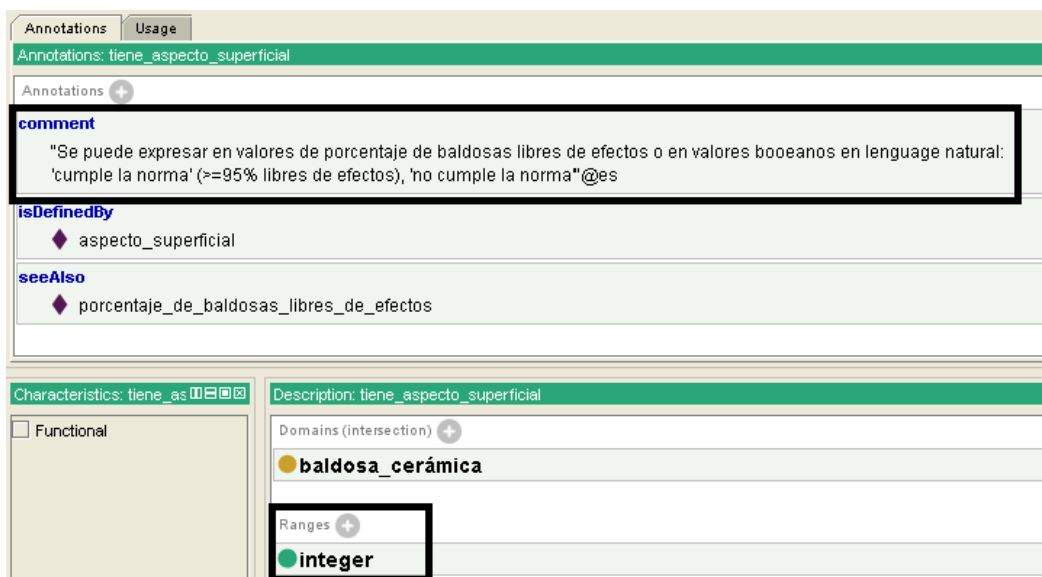 Annotations Usage
Annotations: tiene_aspecto_superficial
Annotations
comment
"Se puede expresar en valores de porcentaje de baldosas libres de efectos o en valores booeanos en lenguage natural:
'cumple la norma' (>=95% libres de efectos), 'no cumple la norma'"@es
isDefinedBy
aspecto_superficial
seeAlso
porcentaje_de_baldosas_libres_de_efectos
Characteristics: tiene_as
Functional
Description: tiene_aspecto_superficial
Domains (intersection)
baldosa_cerámica
Ranges
integer